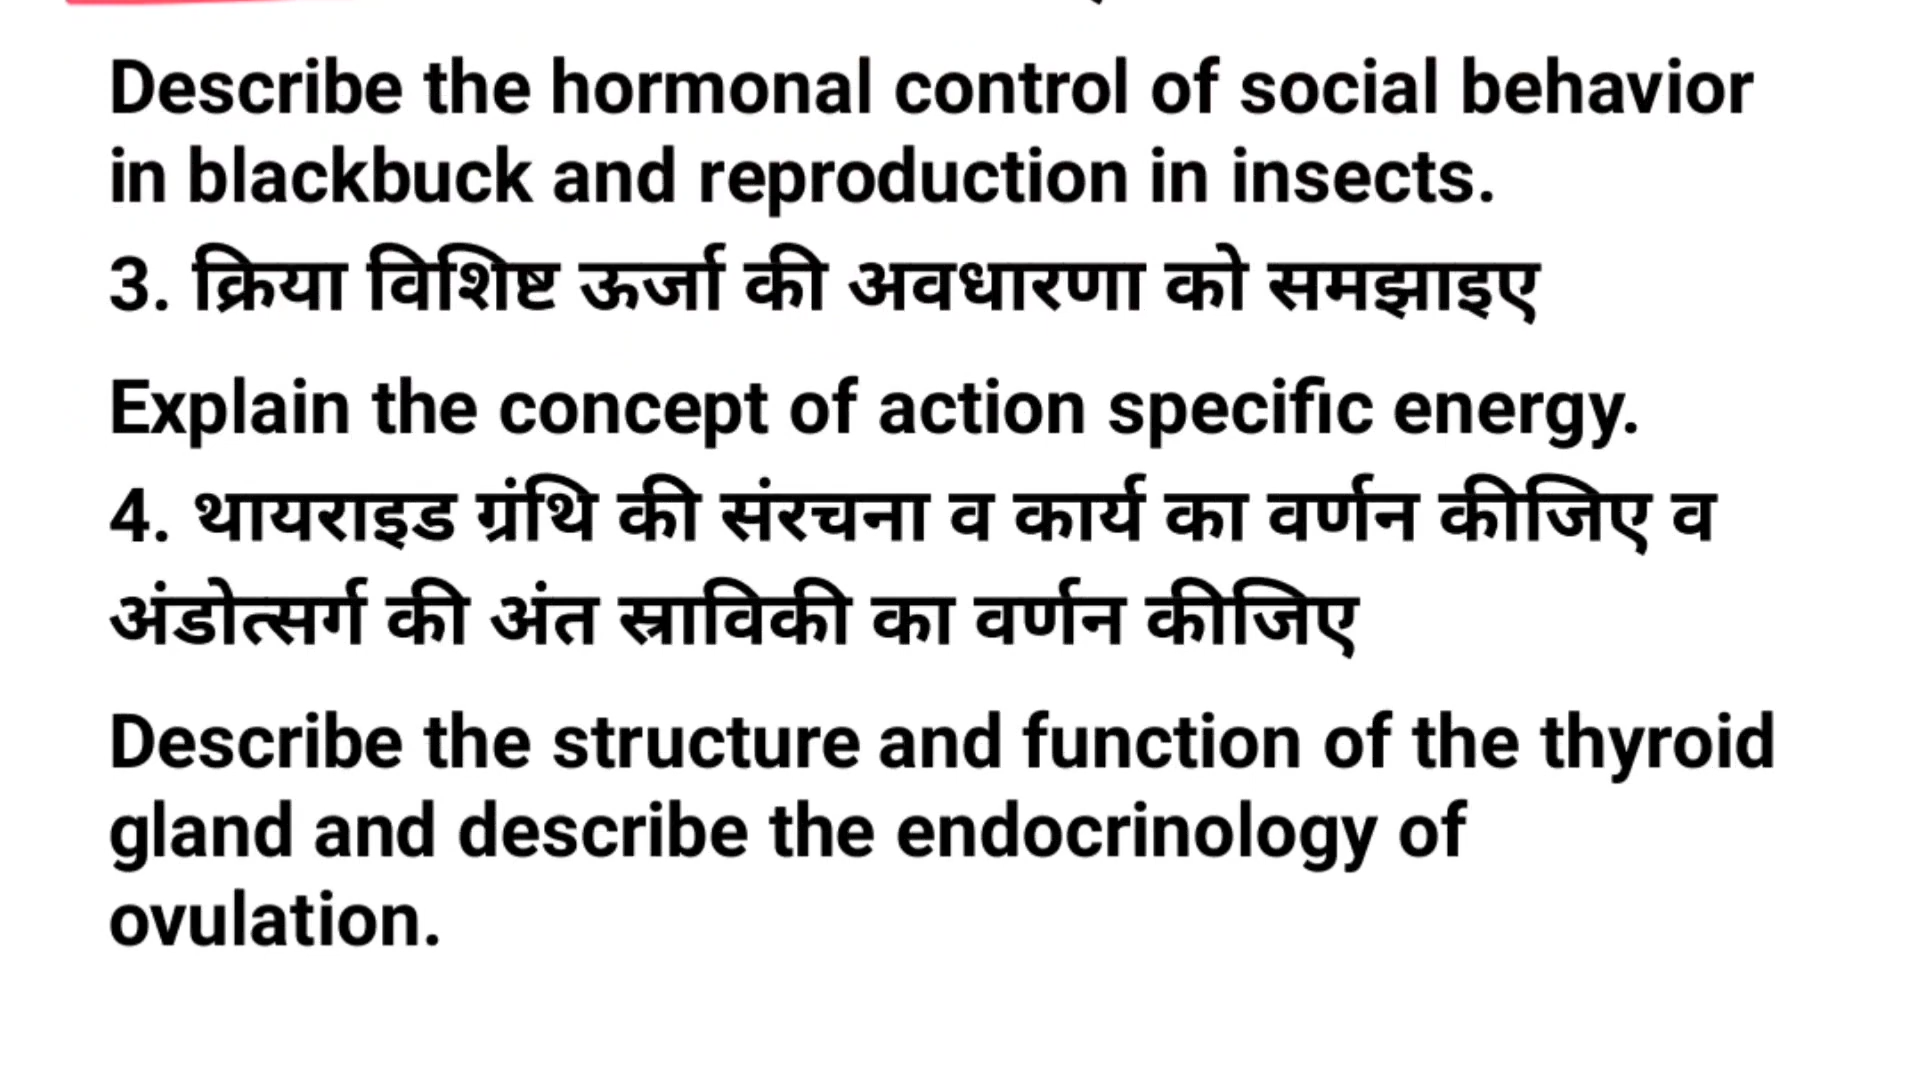 Describe the hormonal control of social behavior
in blackbuck and reproduction in insects.
3. क्रिया विशिष्ट ऊर्जा की अवधारणा को समझाइए
Explain the concept of action specific energy.
4. थायराइड ग्रंथि की संरचना व कार्य का वर्णन कीजिए व
अंडोत्सर्ग की अंत स्राविकी का वर्णन कीजिए
Describe the structure and function of the thyroid
gland and describe the endocrinology of
ovulation.